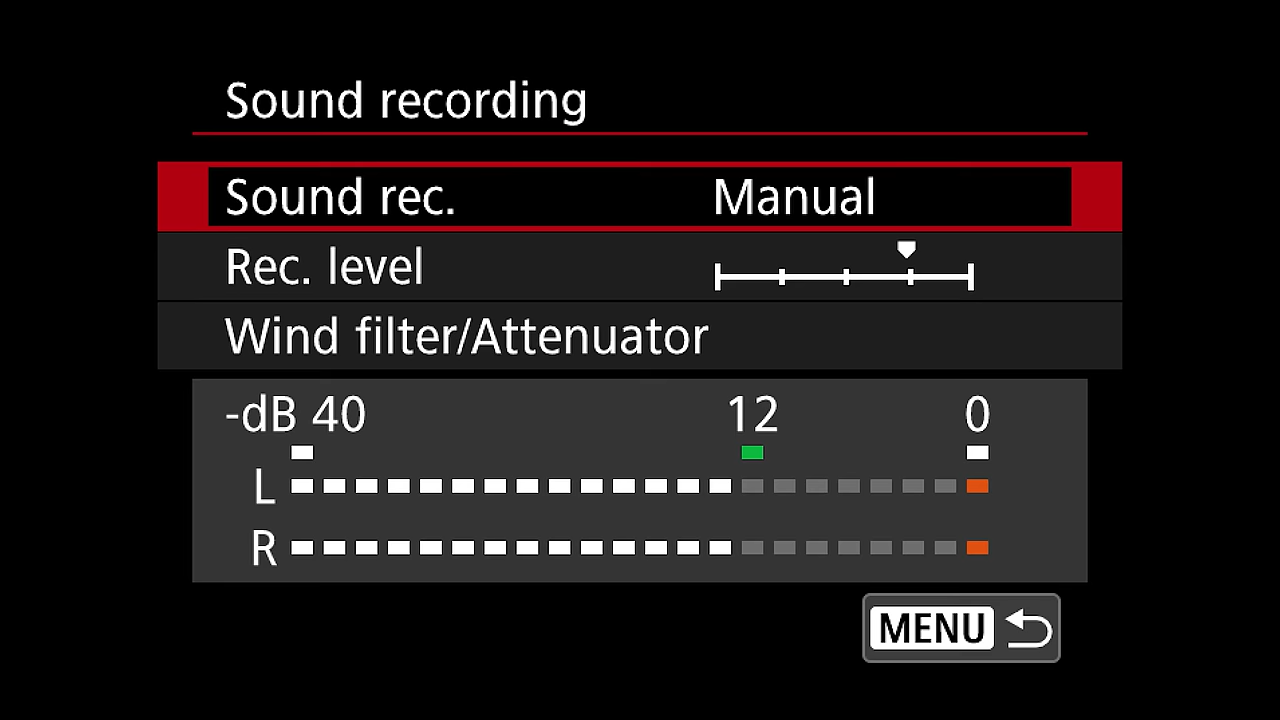 Sound recording
Sound rec. Manual
Rec. level
Wind filter/Attenuator
-dB 40 12 0
L
R
MENU